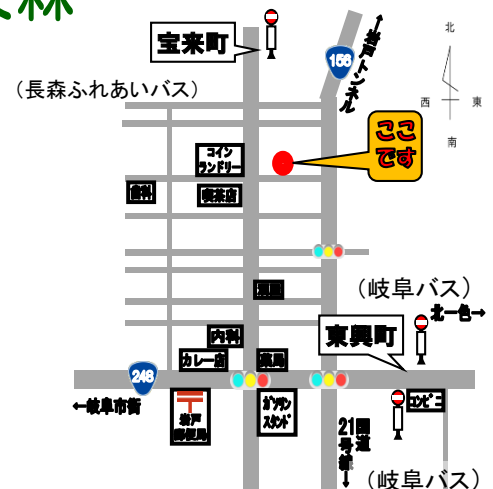 宝来町
(長森ふれあいバス)
156
↑岩戸トンネル
北
西
東
南
ここ
です
コイン
ランドリー
歯科
喫茶店
(岐阜バス)
北一色→
東興町
内科
カレー店
薬局
248
←岐阜市街
岩戸
郵便局
ガソリン
スタンド
コンビニ
国道
21号線↓
(岐阜バス)